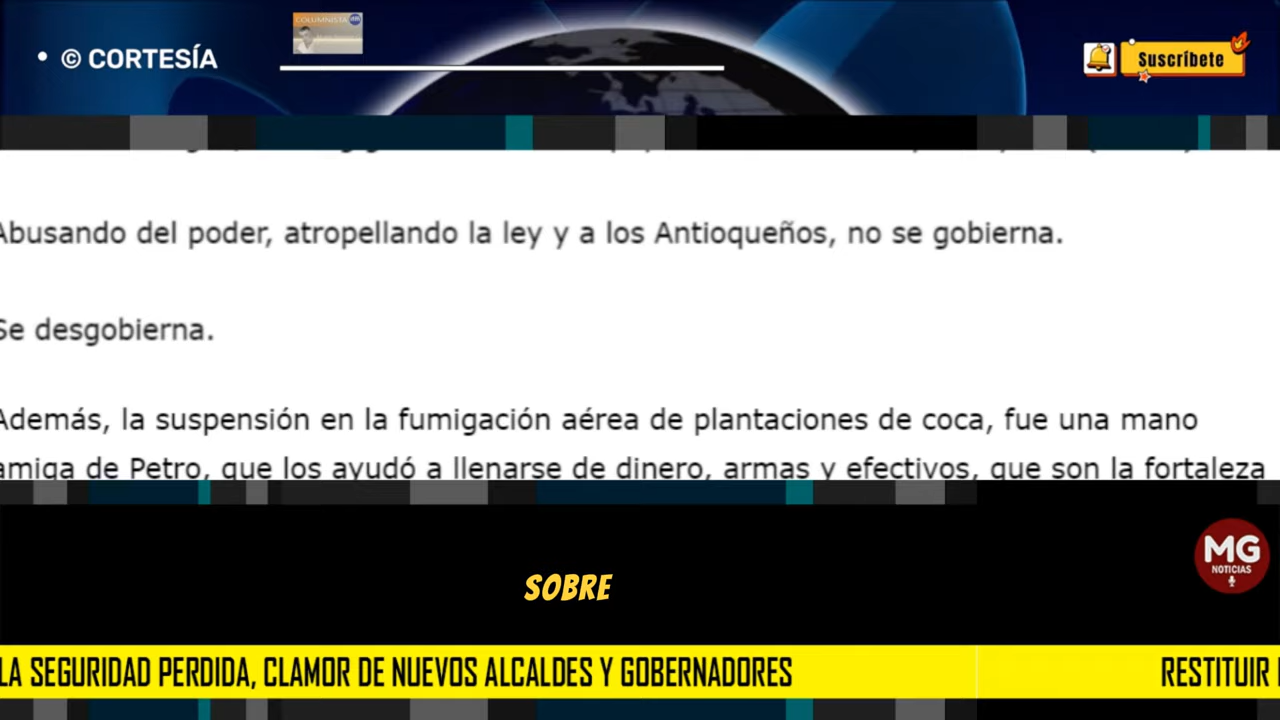 • © CORTESÍA
COLUMNISTA
Suscríbete
Abusando del poder, atropellando la ley y a los Antioqueños, no se gobierna.
Se desgobierna.
Además, la suspensión en la fumigación aérea de plantaciones de coca, fue una mano
amiga de Petro, que los ayudó a llenarse de dinero, armas y efectivos, que son la fortaleza
MG
NOTICIAS
SOBRE
LA SEGURIDAD PERDIDA, CLAMOR DE NUEVOS ALCALDES Y GOBERNADORES
RESTITUIR